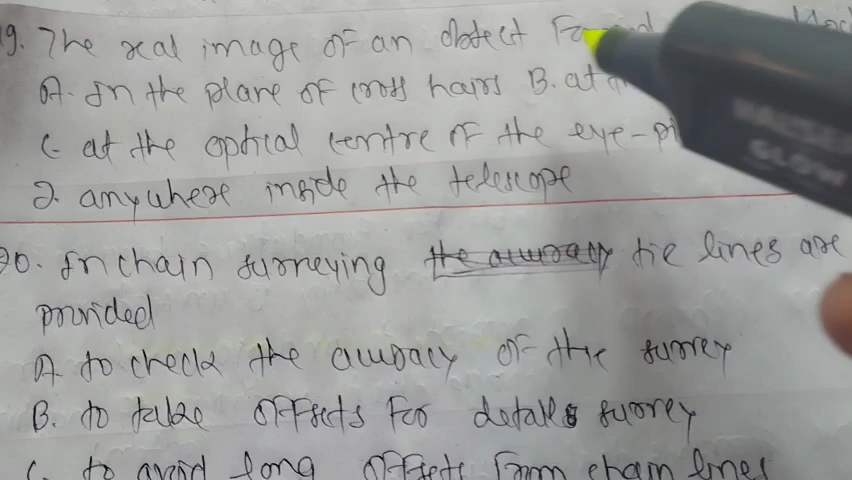 19. The real image of an object Formed
A. In the plane of cross hairs B. at
C. at the optical centre of the eye-pi
D. anywhere inside the telescope
20. In chain surveying the accuracy tie lines are
provided
A. to check the accuracy of the survey
B. to take offsets for details survey
C. to avoid long offsets from chain lines